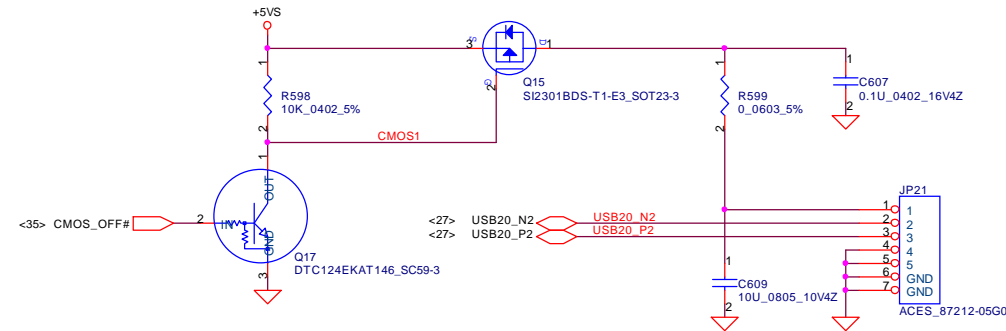 +5VS
3
S
D
1
1
1
1
C607
0.1U_0402_16V4Z
2
R598
10K_0402_5%
G
2
Q15
SI2301BDS-T1-E3_SOT23-3
R599
0_0603_5%
2
2
CMOS1
1
OUT
<35> CMOS_OFF#
2
IN
GND
Q17
DTC124EKAT146_SC59-3
3
<27> USB20_N2
USB20_N2
<27> USB20_P2
USB20_P2
JP21
1 1
2 2
3 3
4 4
5 5
6 GND
7 GND
ACES_87212-05G0
1
C609
10U_0805_10V4Z
2